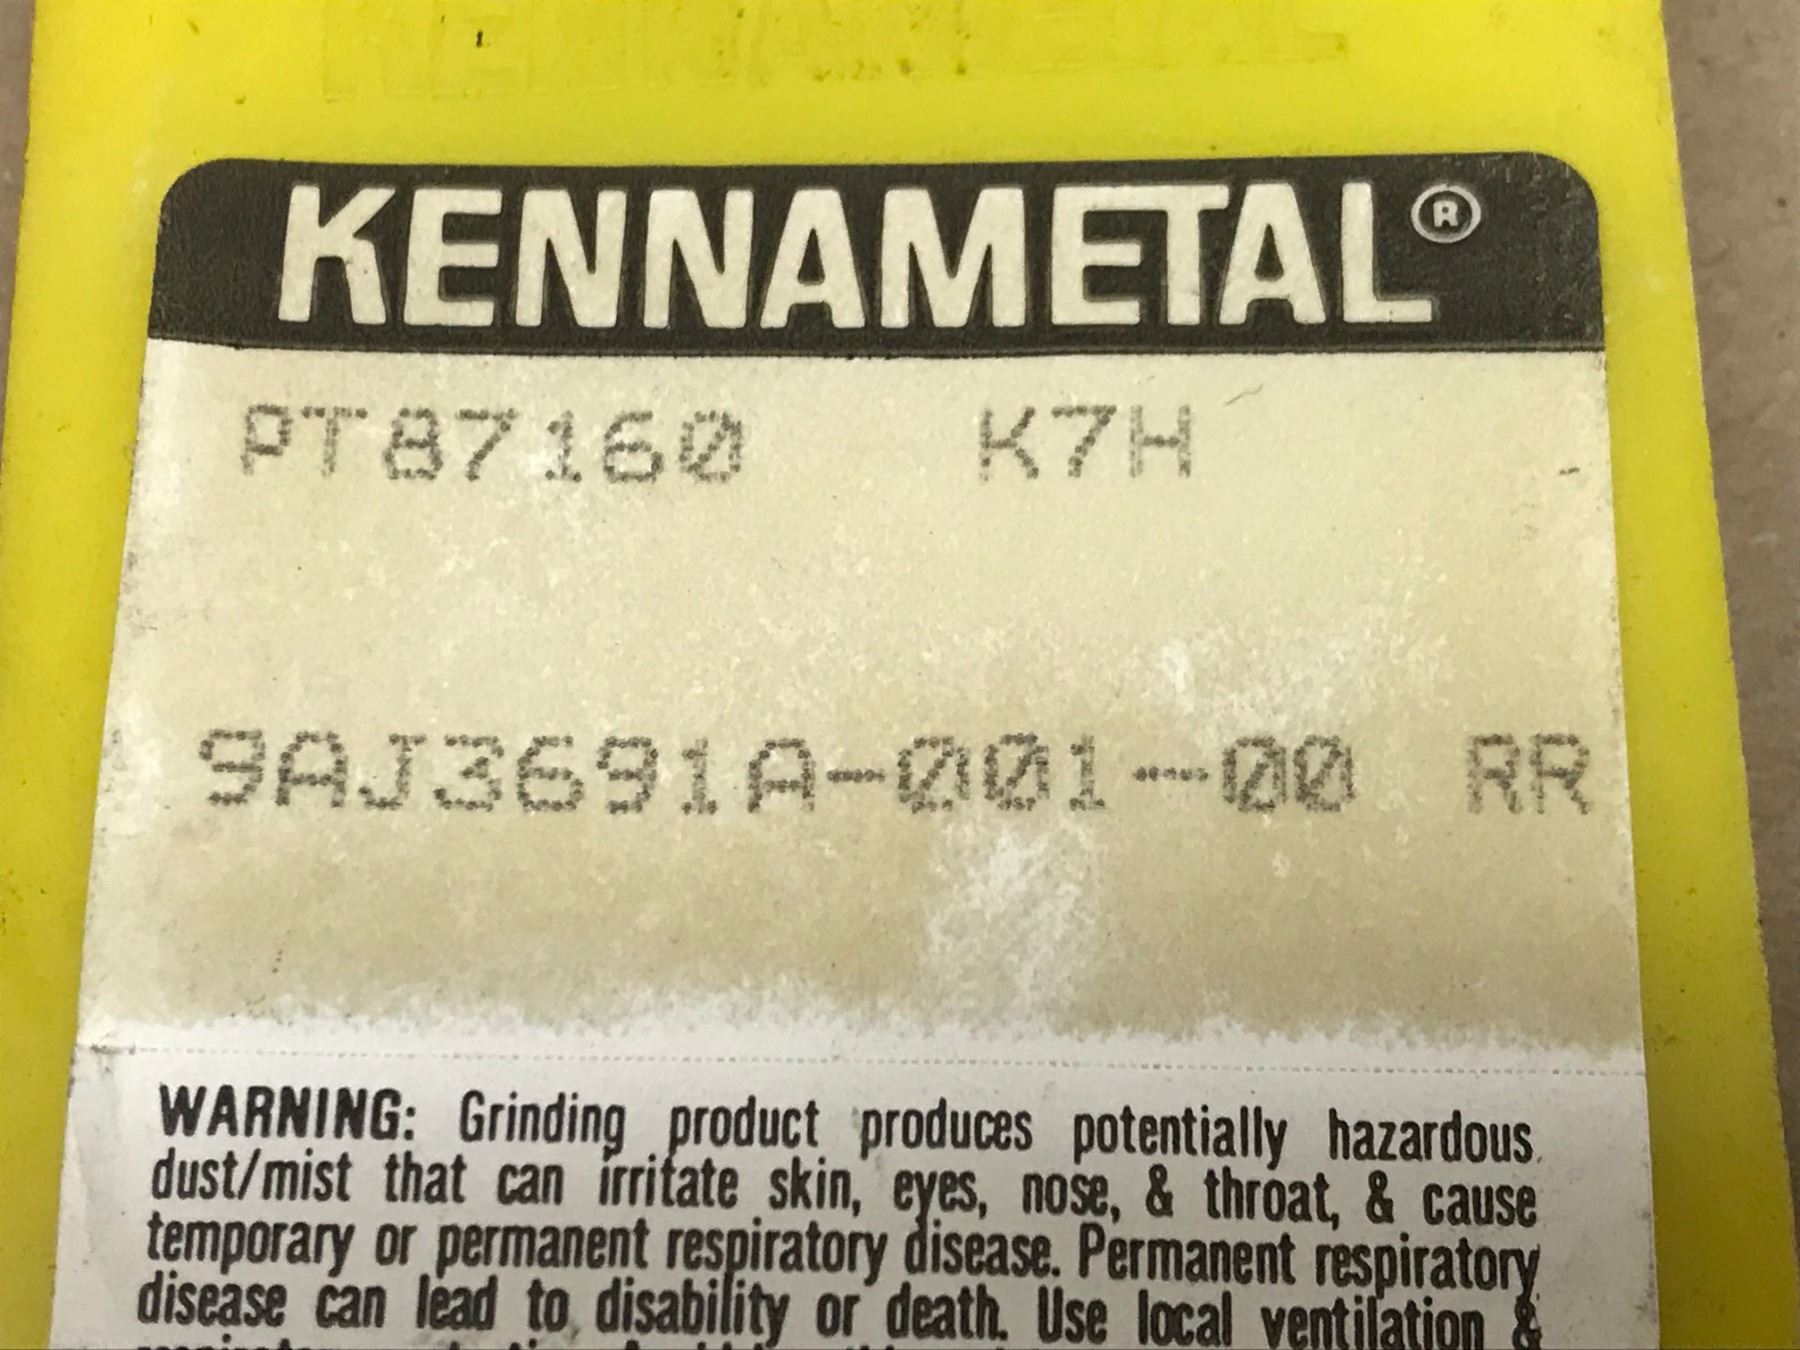 KENNAMETAL
KENNAMETAL®
PT87160 K7H
9AJ3691A-001-00 RR
WARNING: Grinding product produces potentially hazardous
dust/mist that can irritate skin, eyes, nose, & throat, & cause
temporary or permanent respiratory disease. Permanent respiratory
disease can lead to disability or death. Use local ventilation &